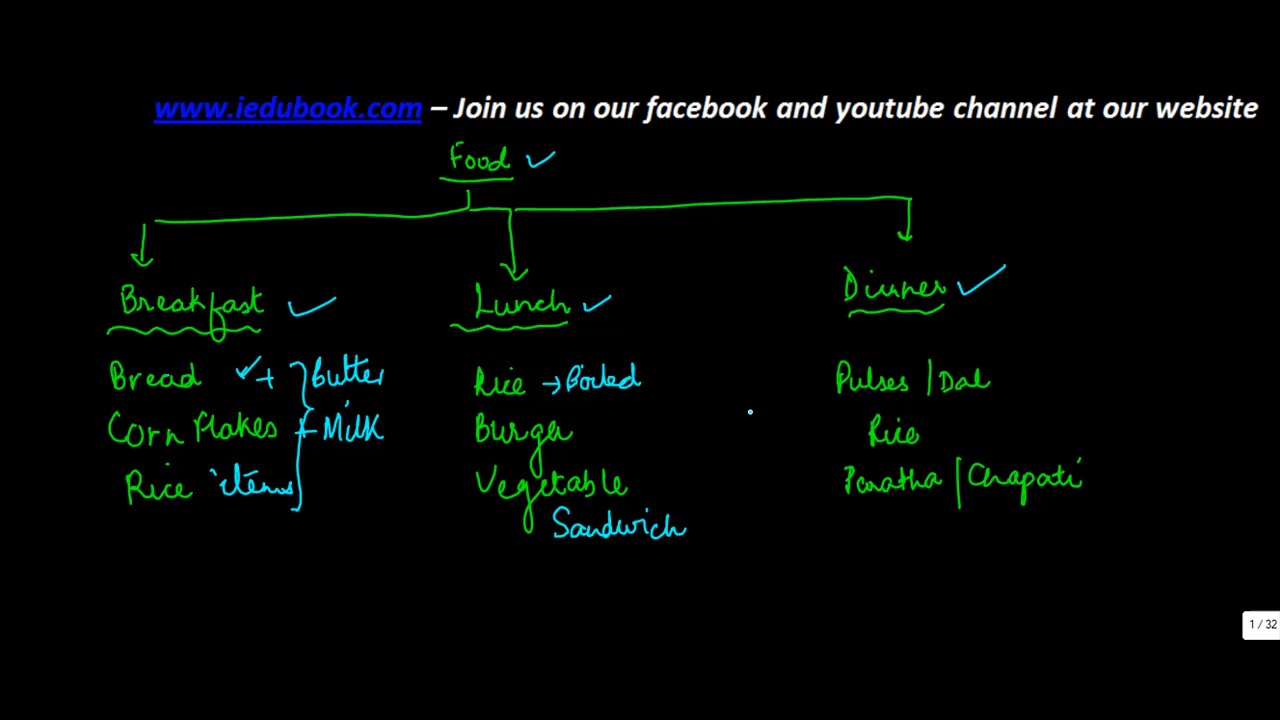 www.iedubook.com – Join us on our facebook and youtube channel at our website
Food
Breakfast
Bread + Butter
Corn Flakes + Milk
Rice items
Lunch
Rice → Boiled
Burger
Vegetable
Sandwich
Dinner
Pulses / Dal
Rice
Paratha / Chapati
1 / 32